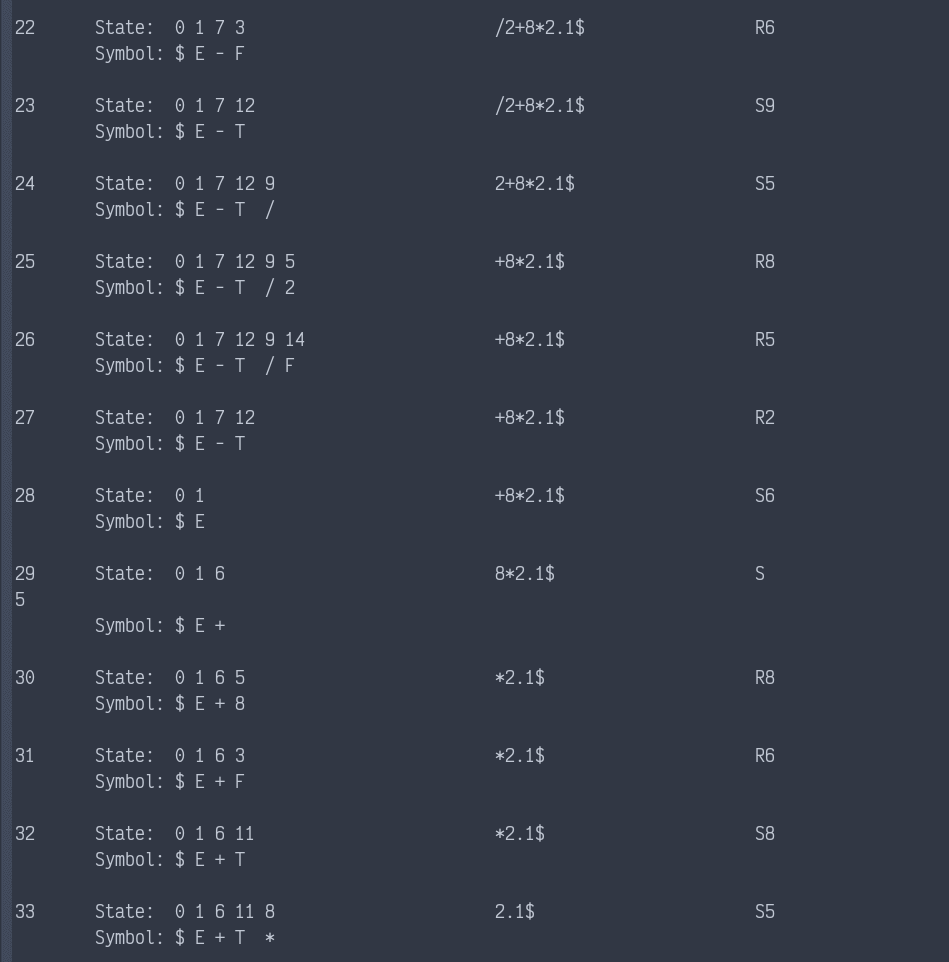 22 State: 0 1 7 3 /2+8*2.1$ R6
Symbol: $ E - F
23 State: 0 1 7 12 /2+8*2.1$ S9
Symbol: $ E - T
24 State: 0 1 7 12 9 2+8*2.1$ S5
Symbol: $ E - T /
25 State: 0 1 7 12 9 5 +8*2.1$ R8
Symbol: $ E - T / 2
26 State: 0 1 7 12 9 14 +8*2.1$ R5
Symbol: $ E - T / F
27 State: 0 1 7 12 +8*2.1$ R2
Symbol: $ E - T
28 State: 0 1 +8*2.1$ S6
Symbol: $ E
29 State: 0 1 6 8*2.1$ S
5
Symbol: $ E +
30 State: 0 1 6 5 *2.1$ R8
Symbol: $ E + 8
31 State: 0 1 6 3 *2.1$ R6
Symbol: $ E + F
32 State: 0 1 6 11 *2.1$ S8
Symbol: $ E + T
33 State: 0 1 6 11 8 2.1$ S5
Symbol: $ E + T *